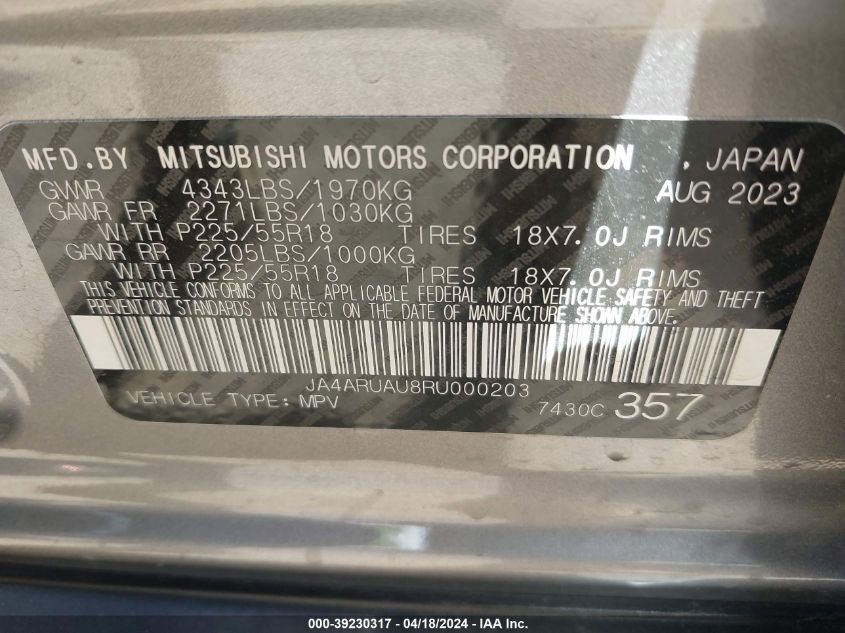 MFD.BY MITSUBISHI MOTORS CORPORATION . JAPAN
GVWR 4343LBS/1970KG AUG 2023
GAWR FR 2271LBS/1030KG
WITH P225/55R18 TIRES 18X7.0J RIMS
GAWR RR 2205LBS/1000KG
WITH P225/55R18 TIRES 18X7.0J RIMS
THIS VEHICLE CONFORMS TO ALL APPLICABLE FEDERAL MOTOR VEHICLE SAFETY AND THEFT
PREVENTION STANDARDS IN EFFECT ON THE DATE OF MANUFACTURE SHOWN ABOVE.
JA4ARUAU8RU000203
VEHICLE TYPE:MPV 7430C 357
000-39230317 - 04/18/2024 - IAA Inc.